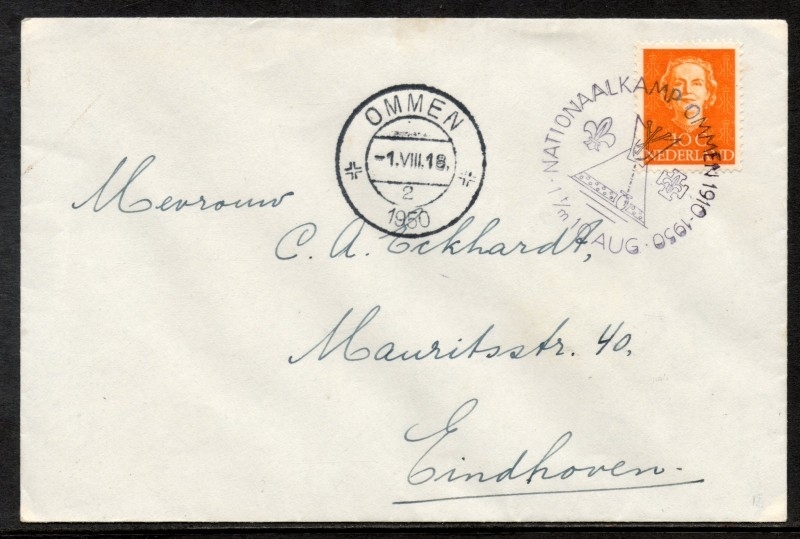 OMMEN
-1.VIII.18.
2
1950
NATIONAALKAMP-OMMEN 1910-1950
AUG.
10 C
NEDERLAND
Mevrouw
C. A. Eckhardt,
Mauritsstr. 40.
Eindhoven.